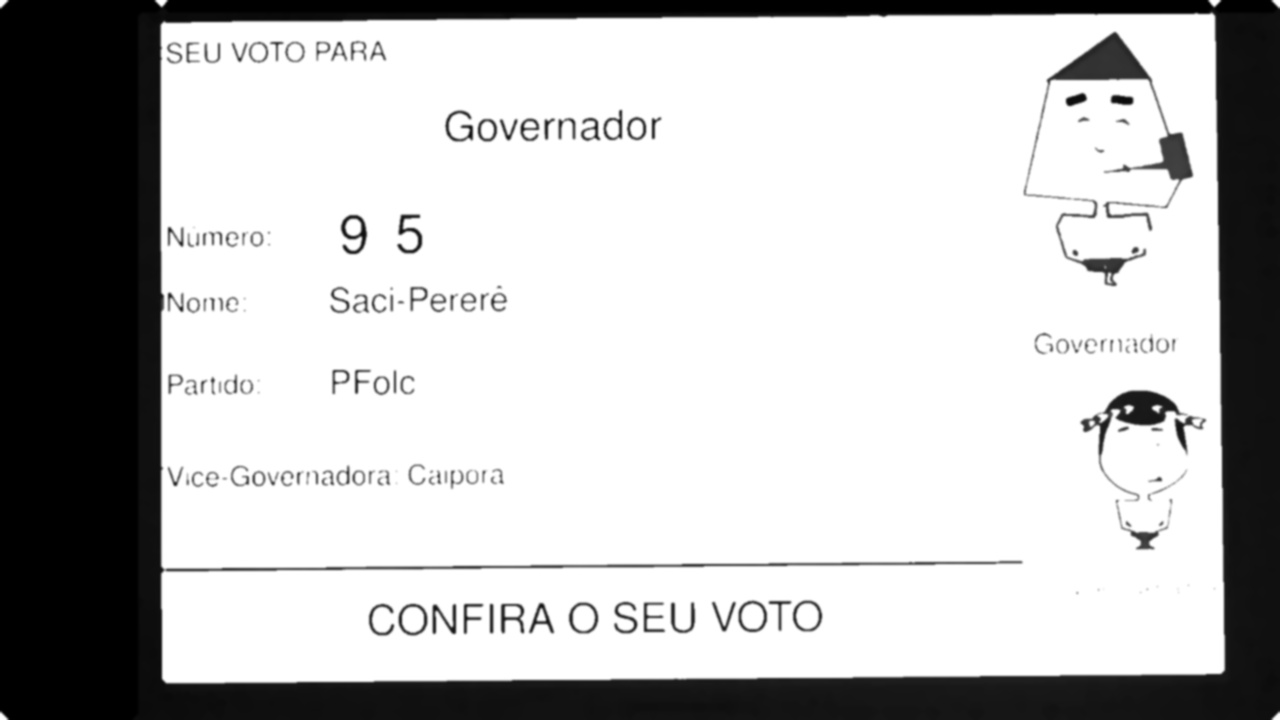 SEU VOTO PARA
Governador
Número: 9 5
Nome: Saci-Pererê
Partido: PFolc
Vice-Governadora: Caipora
Governador
CONFIRA O SEU VOTO